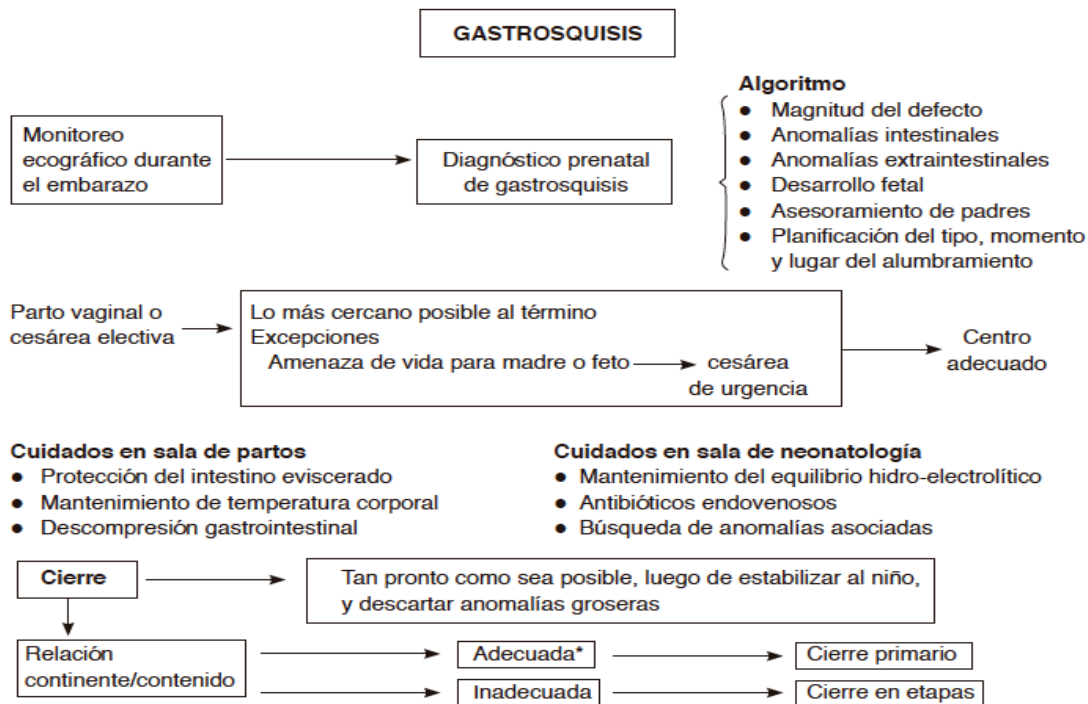 GASTROSQUISIS
Monitoreo
ecográfico durante
el embarazo
Diagnóstico prenatal
de gastrosquisis
Algoritmo
● Magnitud del defecto
● Anomalías intestinales
● Anomalías extraintestinales
● Desarrollo fetal
● Asesoramiento de padres
● Planificación del tipo, momento
y lugar del alumbramiento
Parto vaginal o
cesárea electiva
Lo más cercano posible al término
Excepciones
Amenaza de vida para madre o feto
cesárea
de urgencia
Centro
adecuado
Cuidados en sala de partos
● Protección del intestino eviscerado
● Mantenimiento de temperatura corporal
● Descompresión gastrointestinal
Cuidados en sala de neonatología
● Mantenimiento del equilibrio hidro-electrolítico
● Antibióticos endovenosos
● Búsqueda de anomalías asociadas
Cierre
Tan pronto como sea posible, luego de estabilizar al niño,
y descartar anomalías groseras
Relación
continente/contenido
Adecuada*
Cierre primario
Inadecuada
Cierre en etapas